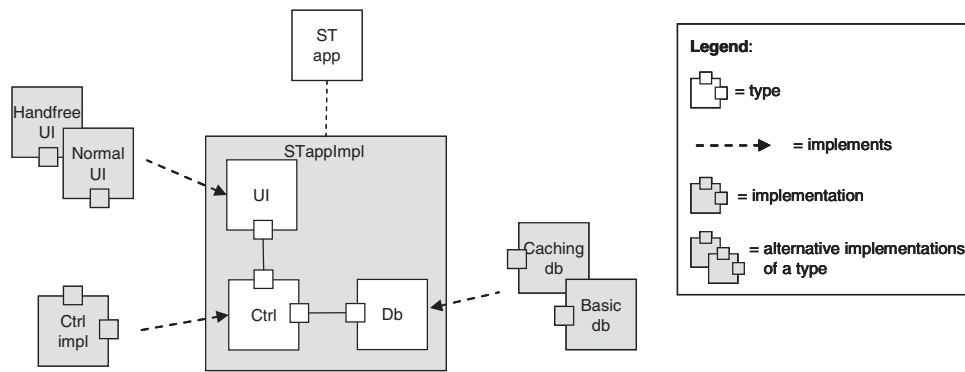 ST
app
Legend:
= type
= implements
= implementation
= alternative implementations
of a type
Handfree
UI
Normal
UI
STappImpl
UI
Caching
db
Basic
db
Ctrl
Db
Ctrl
impl